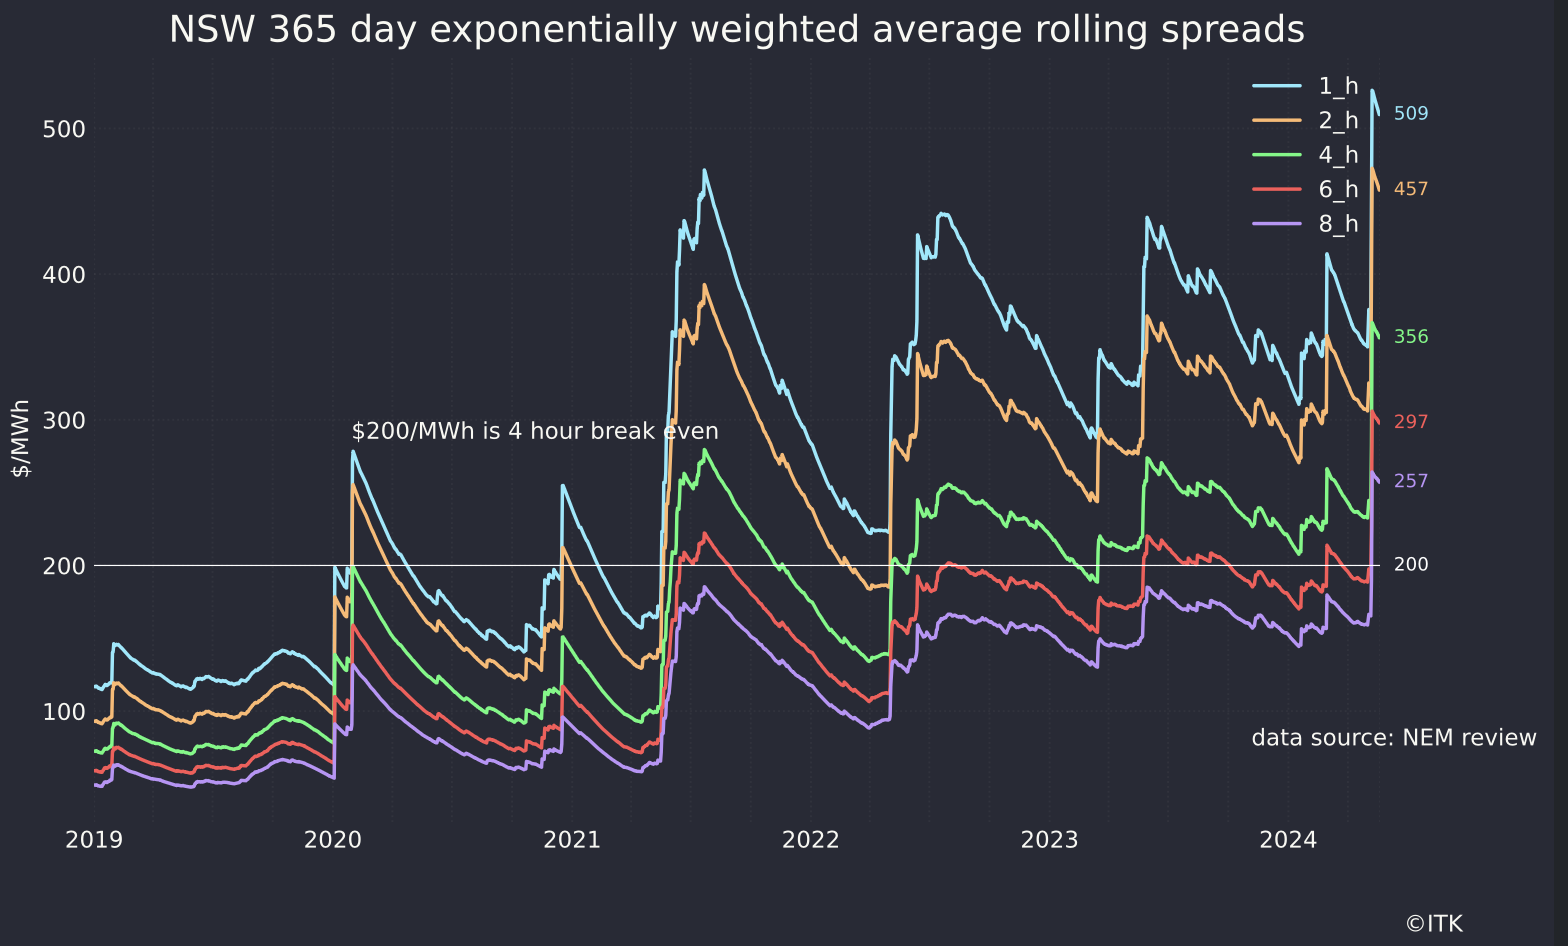 NSW 365 day exponentially weighted average rolling spreads
1_h
2_h
4_h
6_h
8_h
509
457
356
297
257
200
500
400
300
200
100
$/MWh
$200/MWh is 4 hour break even
data source: NEM review
2019 2020 2021 2022 2023 2024
©ITK